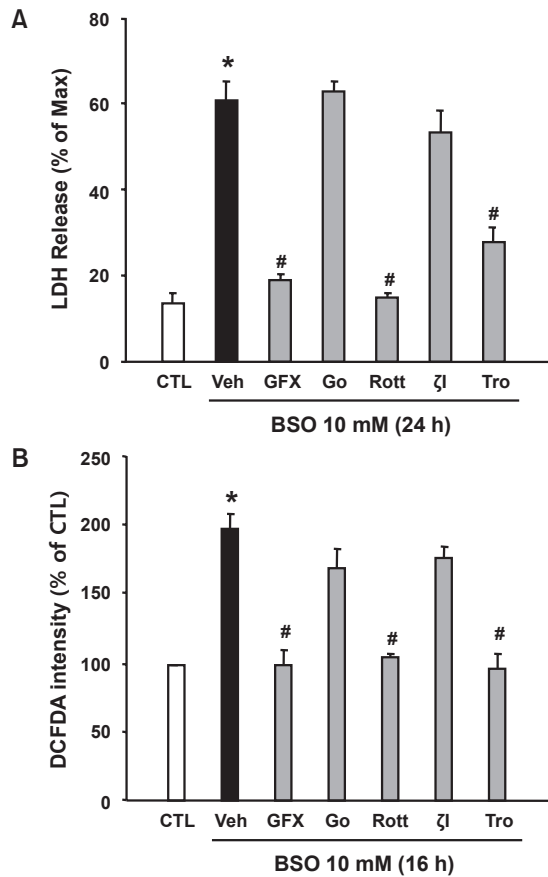 A
LDH Release (% of Max)
80
60
40
20
0
*
#
#
#
CTL Veh GFX Go Rott ζI Tro
BSO 10 mM (24 h)
B
DCFDA intensity (% of CTL)
250
200
150
100
50
0
*
#
#
#
CTL Veh GFX Go Rott ζI Tro
BSO 10 mM (16 h)